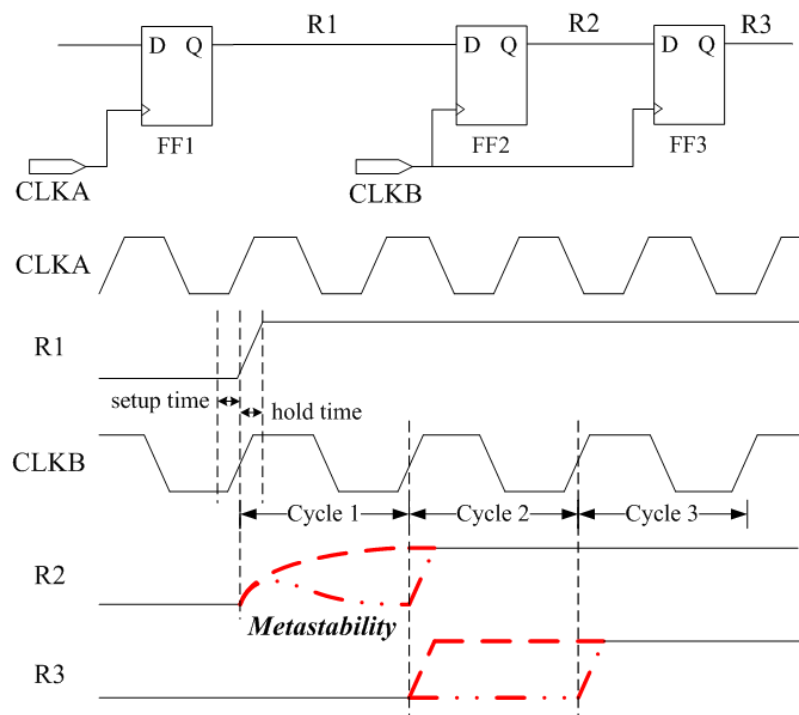 R1 R2 R3
D Q D Q D Q
FF1 FF2 FF3
CLKA CLKB
CLKA
R1
setup time hold time
CLKB
Cycle 1 Cycle 2 Cycle 3
R2
Metastability
R3